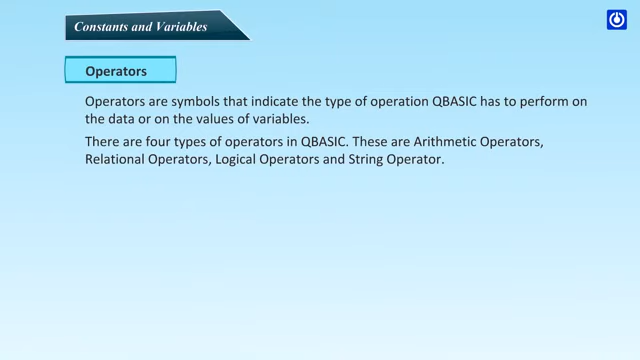 Constants and Variables
Operators
Operators are symbols that indicate the type of operation QBASIC has to perform on
the data or on the values of variables.
There are four types of operators in QBASIC. These are Arithmetic Operators,
Relational Operators, Logical Operators and String Operator.